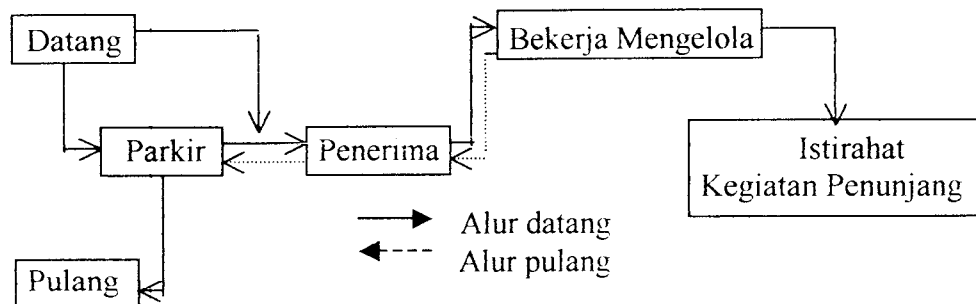 Datang
Bekerja Mengelola
Parkir
Penerima
Istirahat
Kegiatan Penunjang
Alur datang
Alur pulang
Pulang